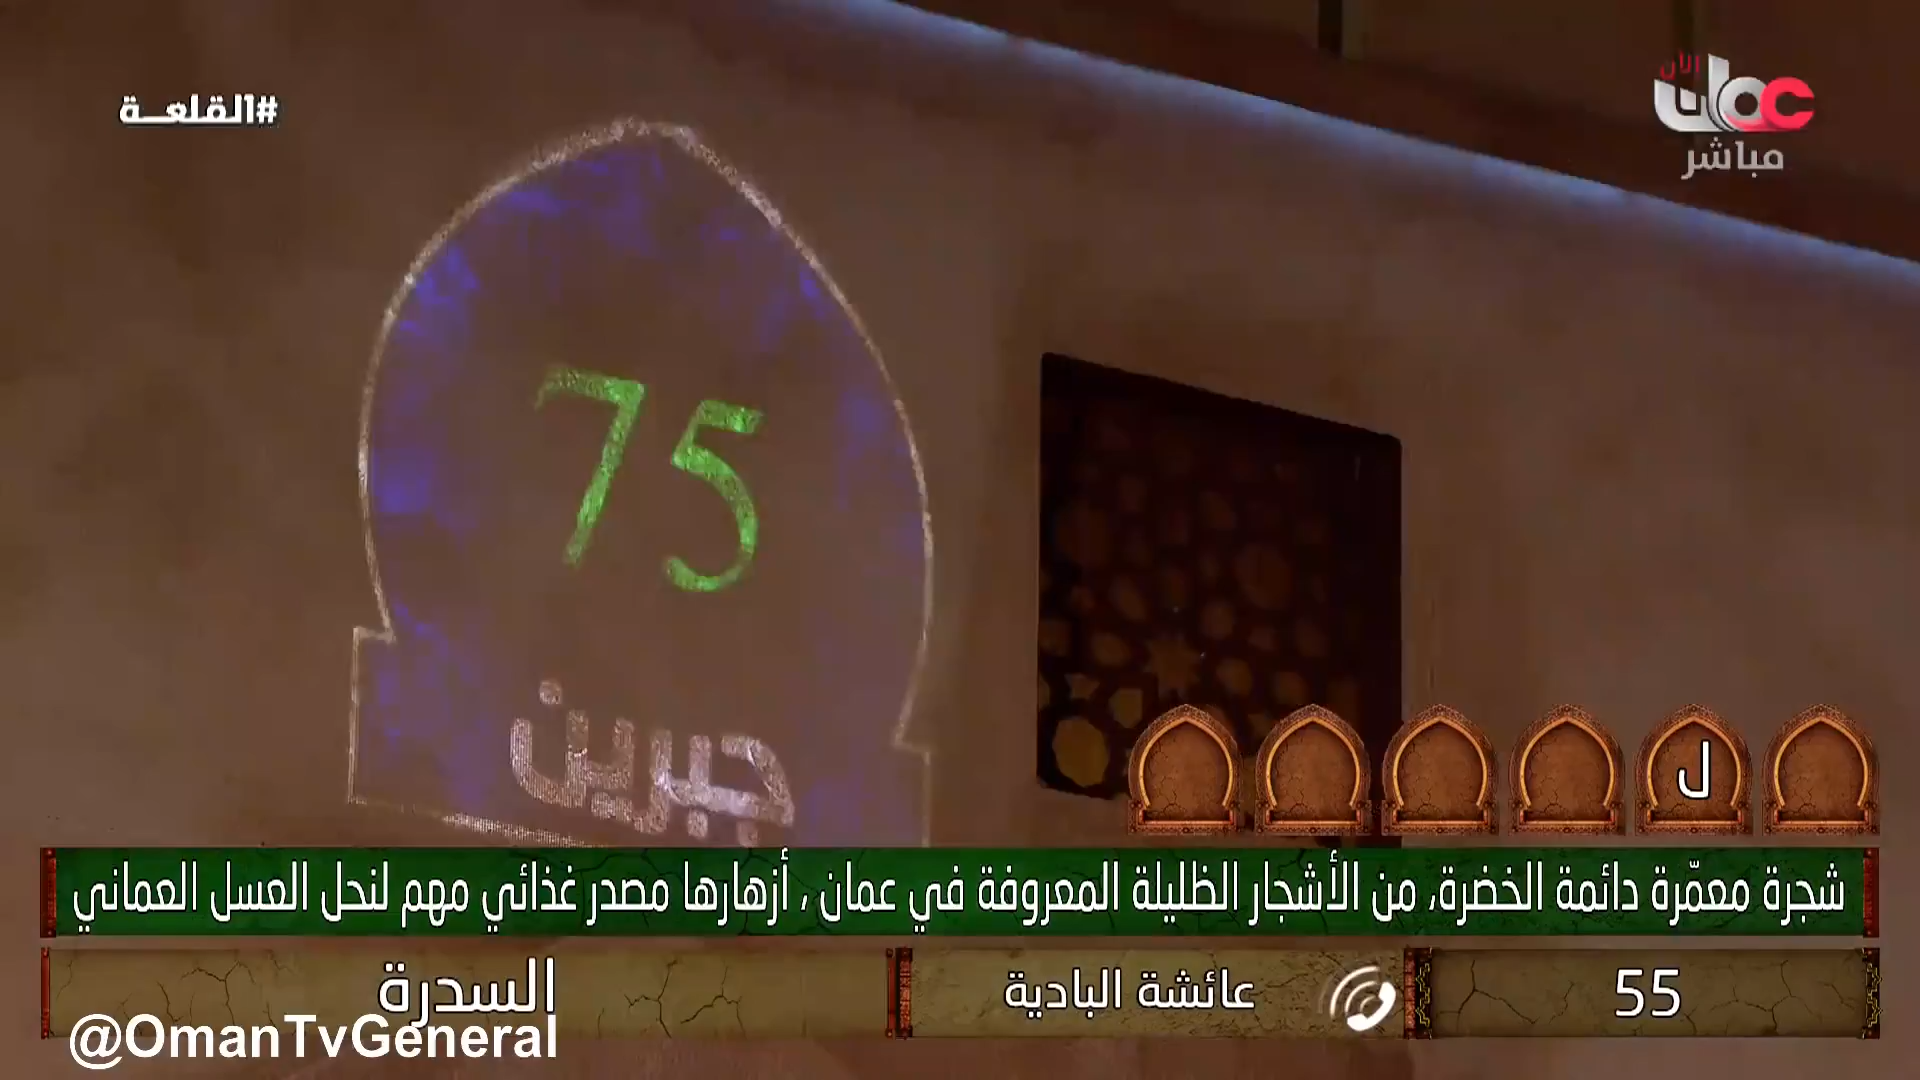 #القلعة
الآن
عمان
مباشر
75
جبرين
ل
شجرة معمّرة دائمة الخضرة، من الأشجار الظليلة المعروفة في عمان ، أزهارها مصدر غذائي مهم لنحل العسل العماني
55
عائشة البادية
السدرة
@OmanTvGeneral